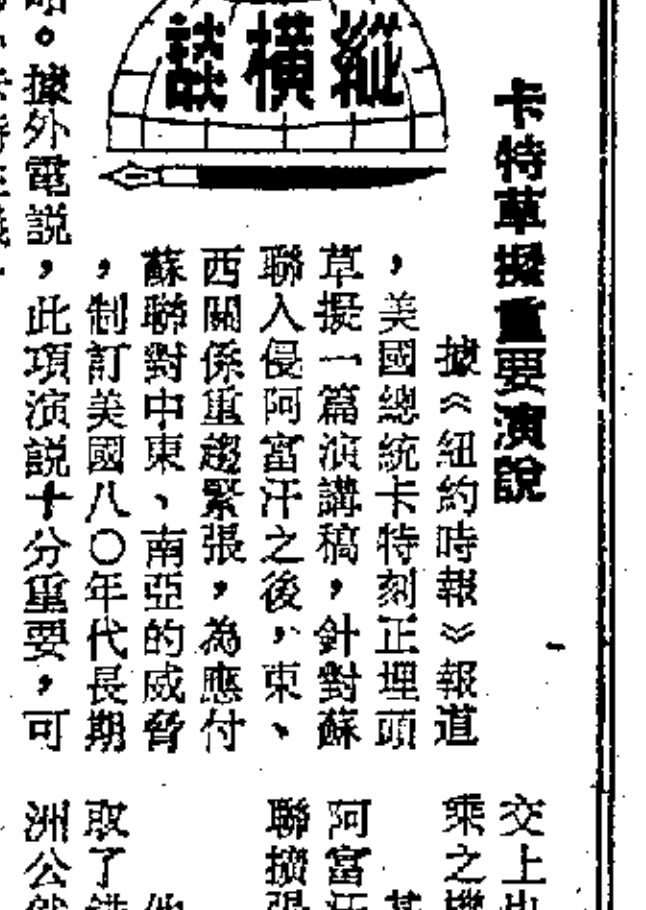 縱橫談
卡特草擬重要演說
據《紐約時報》報道
，美國總統卡特刻正埋頭
草擬一篇演講稿，針對蘇
聯入侵阿富汗之後，東、
西關係重趨緊張，為應付
蘇聯對中東、南亞的威脅
，制訂美國八〇年代長期
。據外電説，此項演説十分重要，可
交上
乘之機
阿富汗
聯擴張
取了
洲公